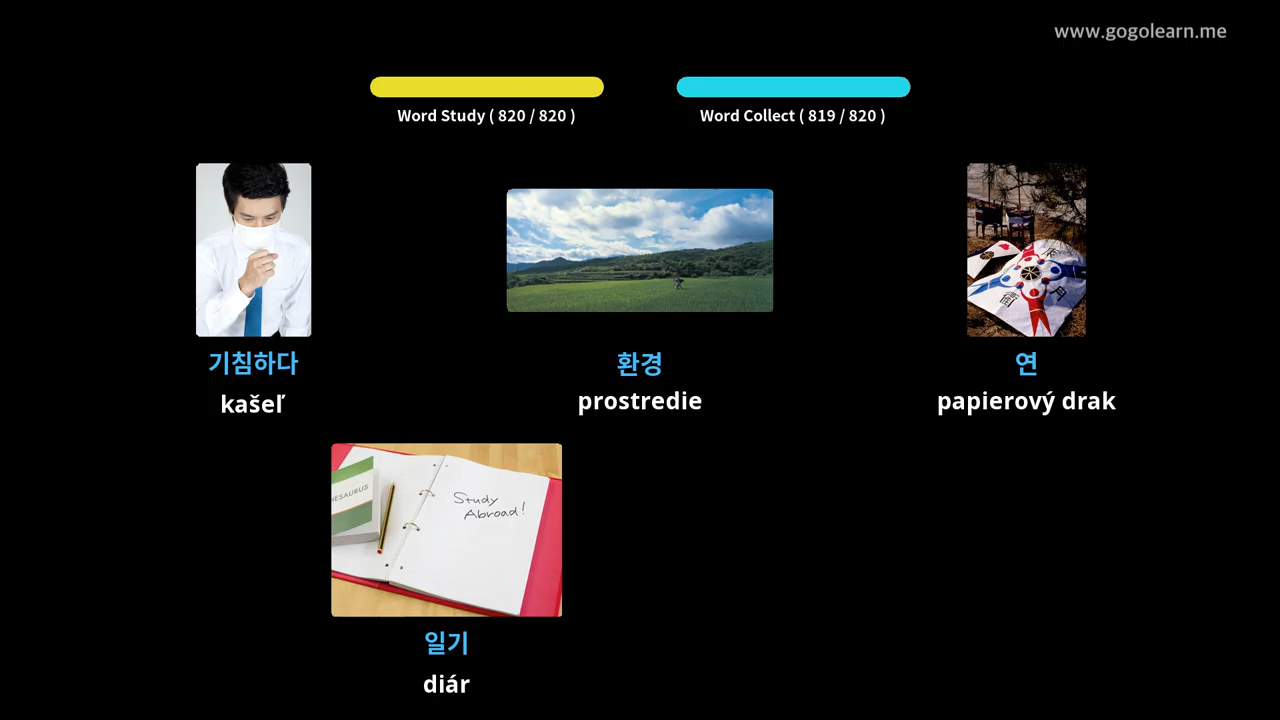 www.gogolearn.me
Word Study ( 820 / 820 )
Word Collect ( 819 / 820 )
기침하다
kašeľ
환경
prostredie
연
papierový drak
HESAURUS
Study
Abroad!
일기
diár